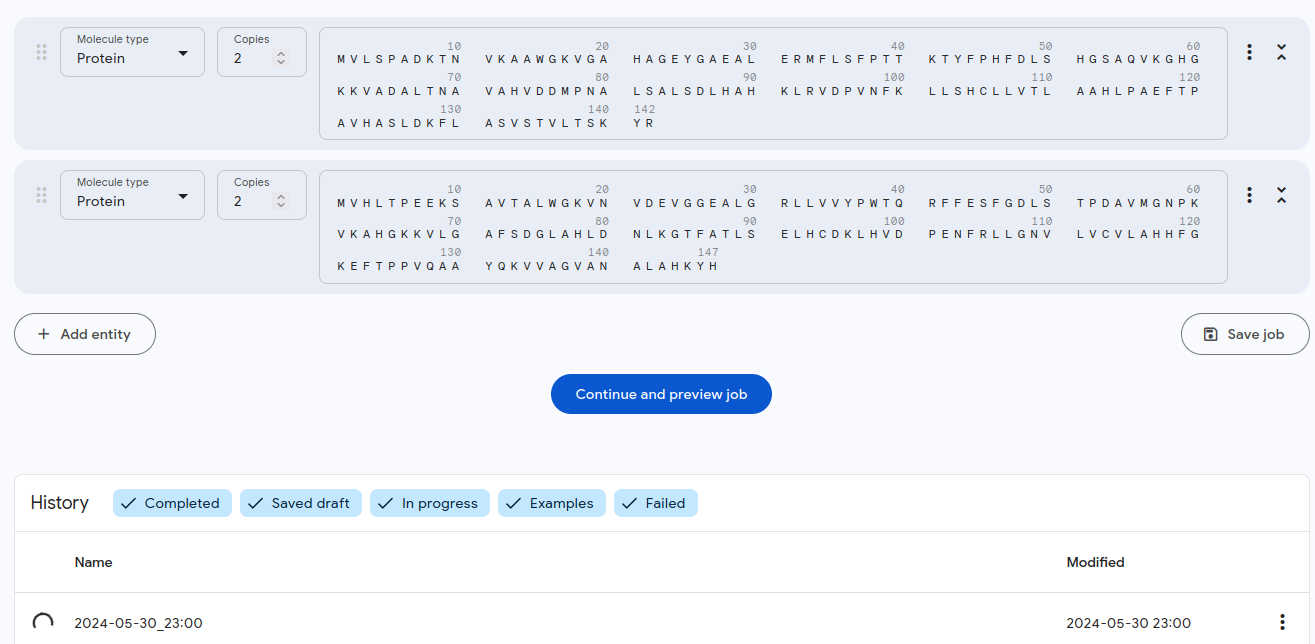 Molecule type
Protein
Copies
2
10 20 30 40 50 60
MVLSPADKTN VKAAWGKVGA HAGEYGAEAL ERMFLSFPTT KTYFPHFDLS HGSAQVKGHG
70 80 90 100 110 120
KKVADALTNA VAHVDDMPNA LSALSDLHAH KLRVDPVNFK LLSHCLLVTL AAHLPAEFTP
130 140 142
AVHASLDKFL ASVSTVLTSK YR
Molecule type
Protein
Copies
2
10 20 30 40 50 60
MVHLTPEEKS AVTALWGKVN VDEVGGEALG RLLVVYPWTQ RFFESFGDLS TPDAVMGNPK
70 80 90 100 110 120
VKAHGKKVLG AFSDGLAHLD NLKGTFATLS ELHCDKLHVD PENFRLLGNV LVCVLAHHFG
130 140 147
KEFTPPVQAA YQKVVAGVAN ALAHKYH
Add entity
Save job
Continue and preview job
History Completed Saved draft In progress Examples Failed
Name Modified
2024-05-30_23:00 2024-05-30 23:00